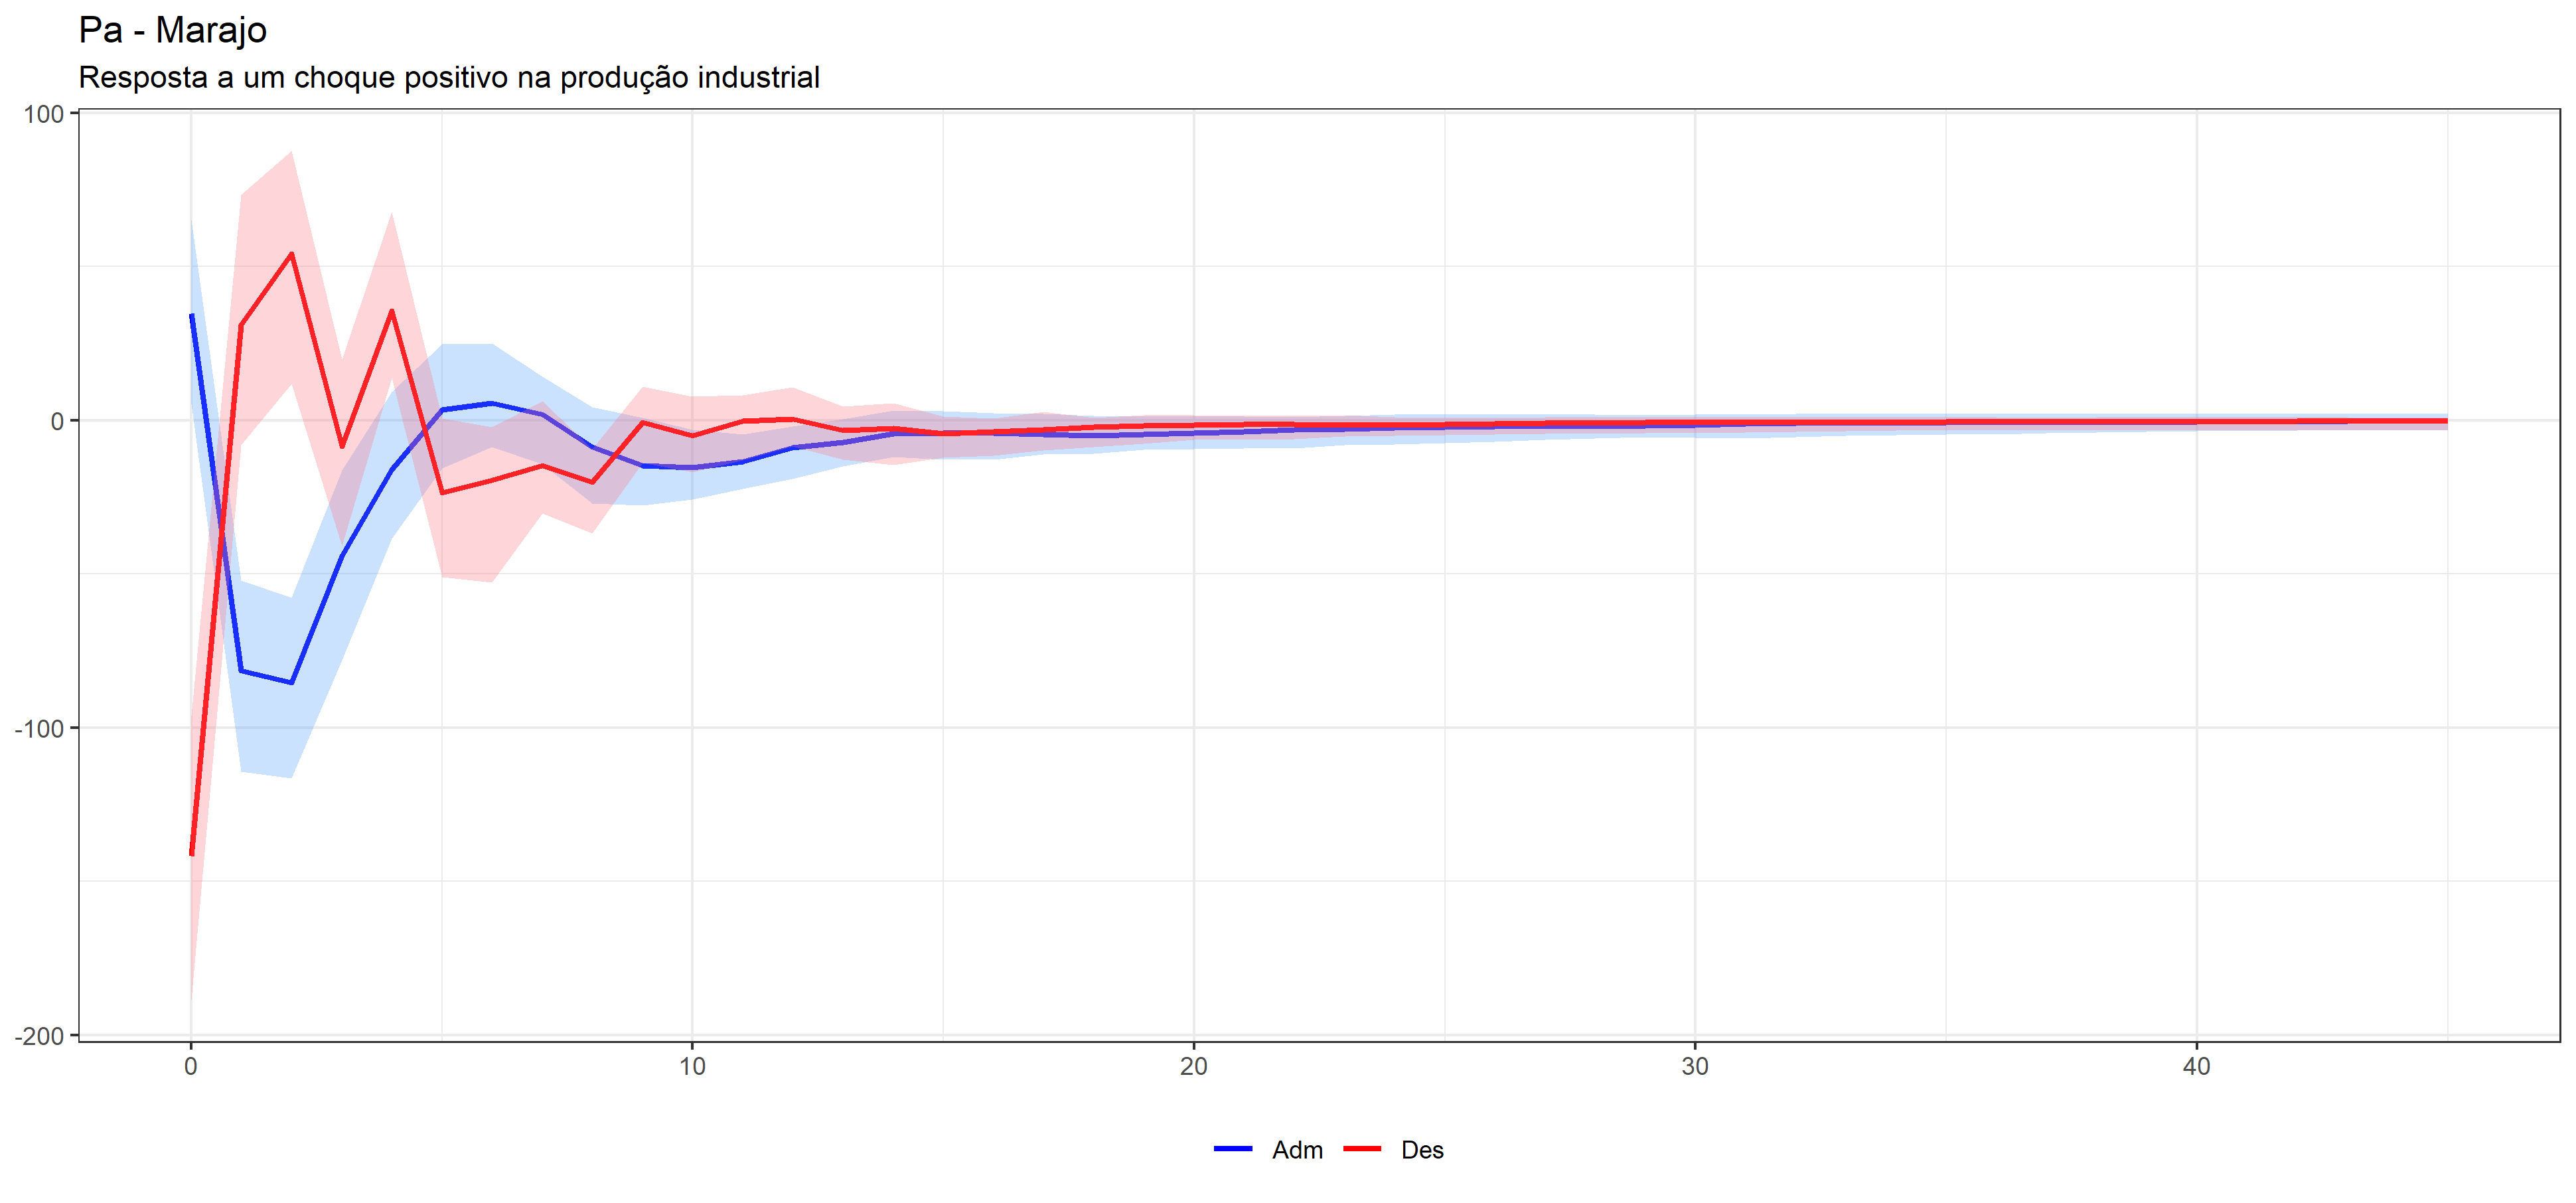 Pa - Marajo
Resposta a um choque positivo na produção industrial
100
0
-100
-200
0 10 20 30 40
Adm Des